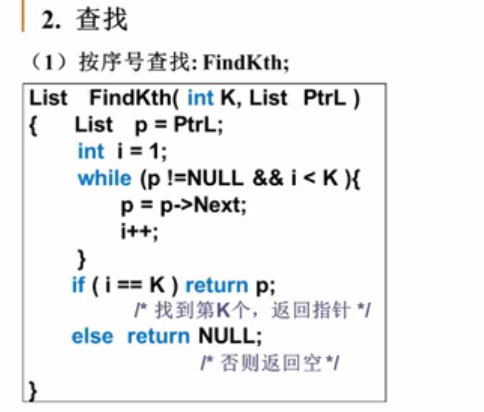 2. 查找
（1）按序号查找: FindKth;
List FindKth( int K, List PtrL )
{ List p = PtrL;
int i = 1;
while (p !=NULL && i < K ){
p = p->Next;
i++;
}
if ( i == K ) return p;
/* 找到第K个，返回指针 */
else return NULL;
/* 否则返回空*/
}